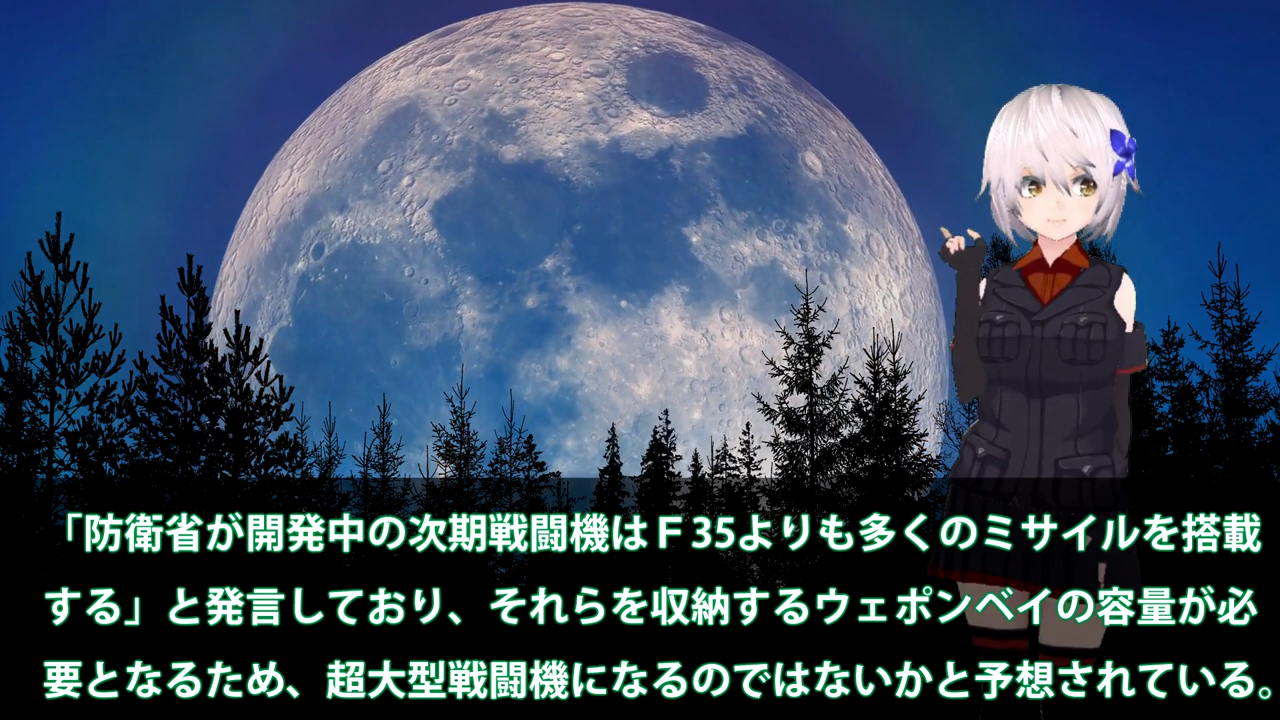 「防衛省が開発中の次期戦闘機はＦ35よりも多くのミサイルを搭載
する」と発言しており、それらを収納するウェポンベイの容量が必
要となるため、超大型戦闘機になるのではないかと予想されている。